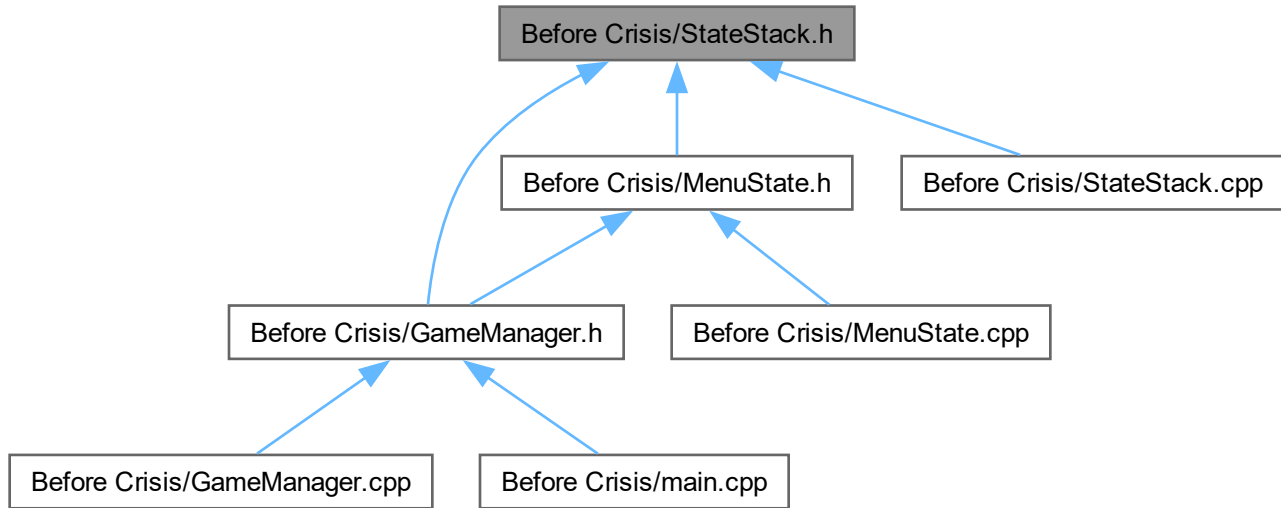 Before Crisis/StateStack.h
Before Crisis/MenuState.h
Before Crisis/StateStack.cpp
Before Crisis/GameManager.h
Before Crisis/MenuState.cpp
Before Crisis/GameManager.cpp
Before Crisis/main.cpp